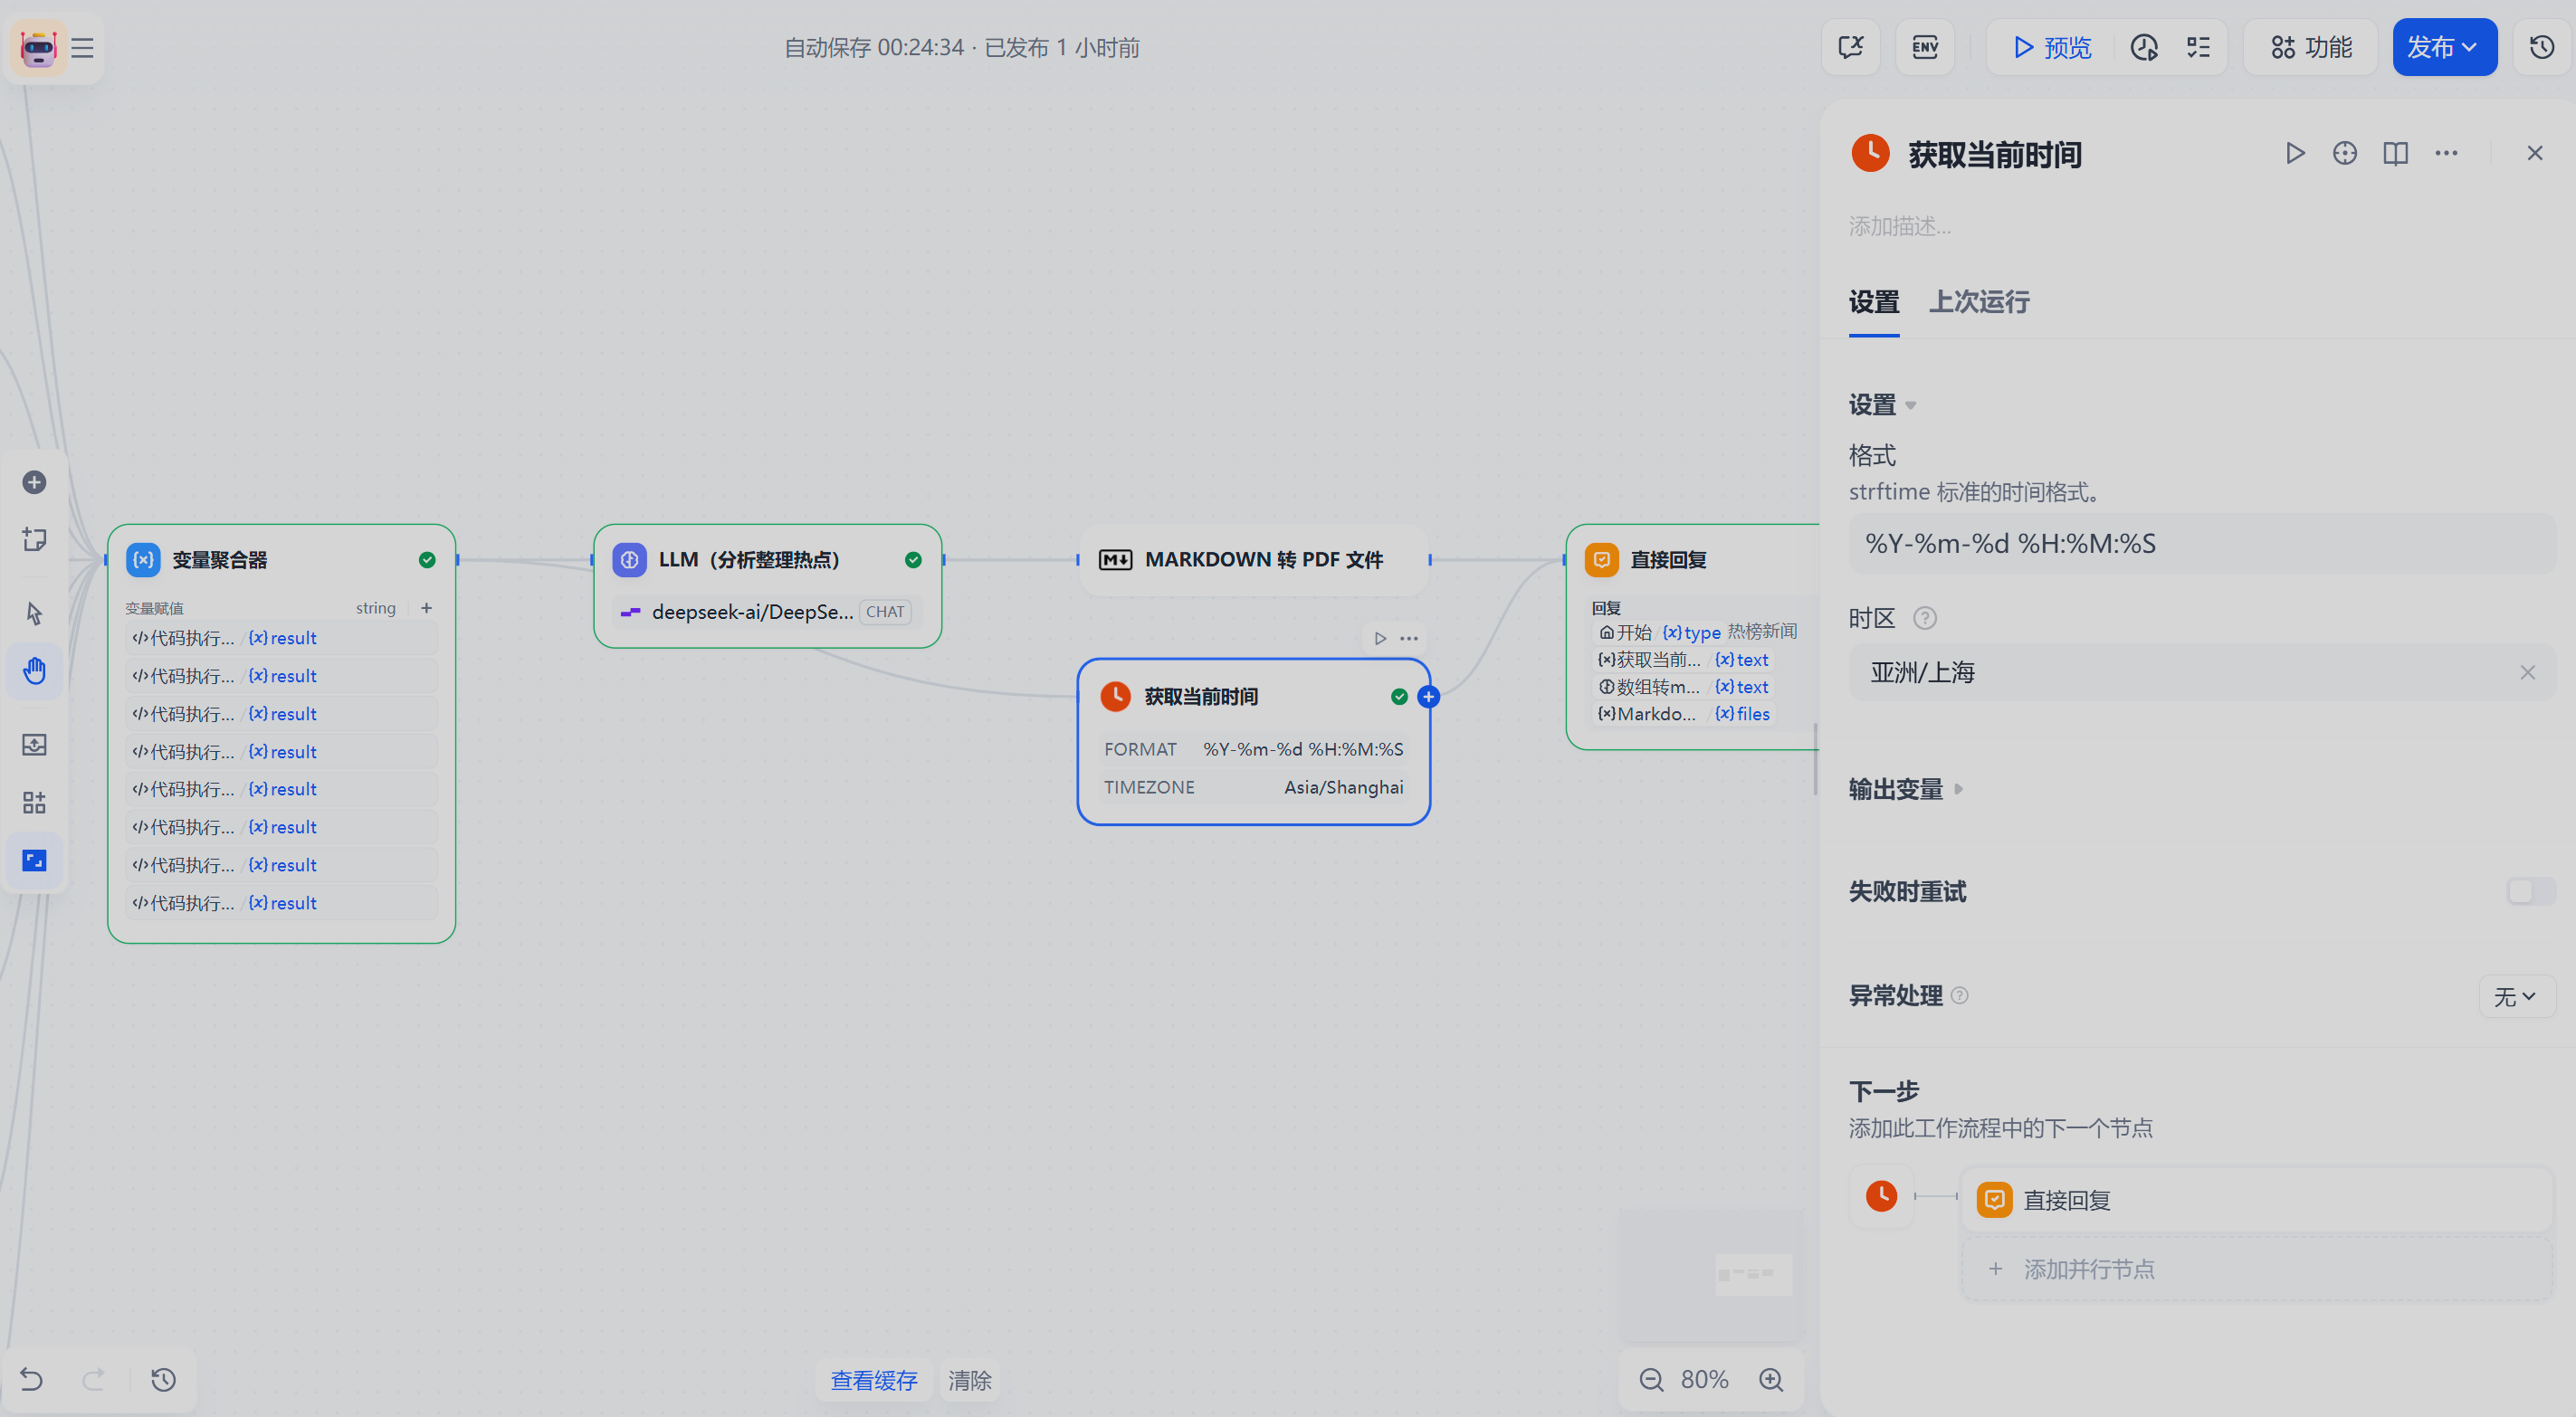 自动保存 00:24:34 · 已发布 1 小时前
ENV
预览
功能
发布
变量聚合器
变量赋值 string +
代码执行... / {x} result
代码执行... / {x} result
代码执行... / {x} result
代码执行... / {x} result
代码执行... / {x} result
代码执行... / {x} result
代码执行... / {x} result
代码执行... / {x} result
LLM（分析整理热点）
deepseek-ai/DeepSe... CHAT
MARKDOWN 转 PDF 文件
获取当前时间
FORMAT %Y-%m-%d %H:%M:%S
TIMEZONE Asia/Shanghai
直接回复
回复
开始 / {x} type 热榜新闻
{x} 获取当前... / {x} text
数组转m... / {x} text
{x} Markdo... / {x} files
查看缓存 清除
80%
获取当前时间
添加描述...
设置 上次运行
设置
格式
strftime 标准的时间格式。
%Y-%m-%d %H:%M:%S
时区
亚洲/上海
输出变量
失败时重试
异常处理
无
下一步
添加此工作流程中的下一个节点
直接回复
+ 添加并行节点